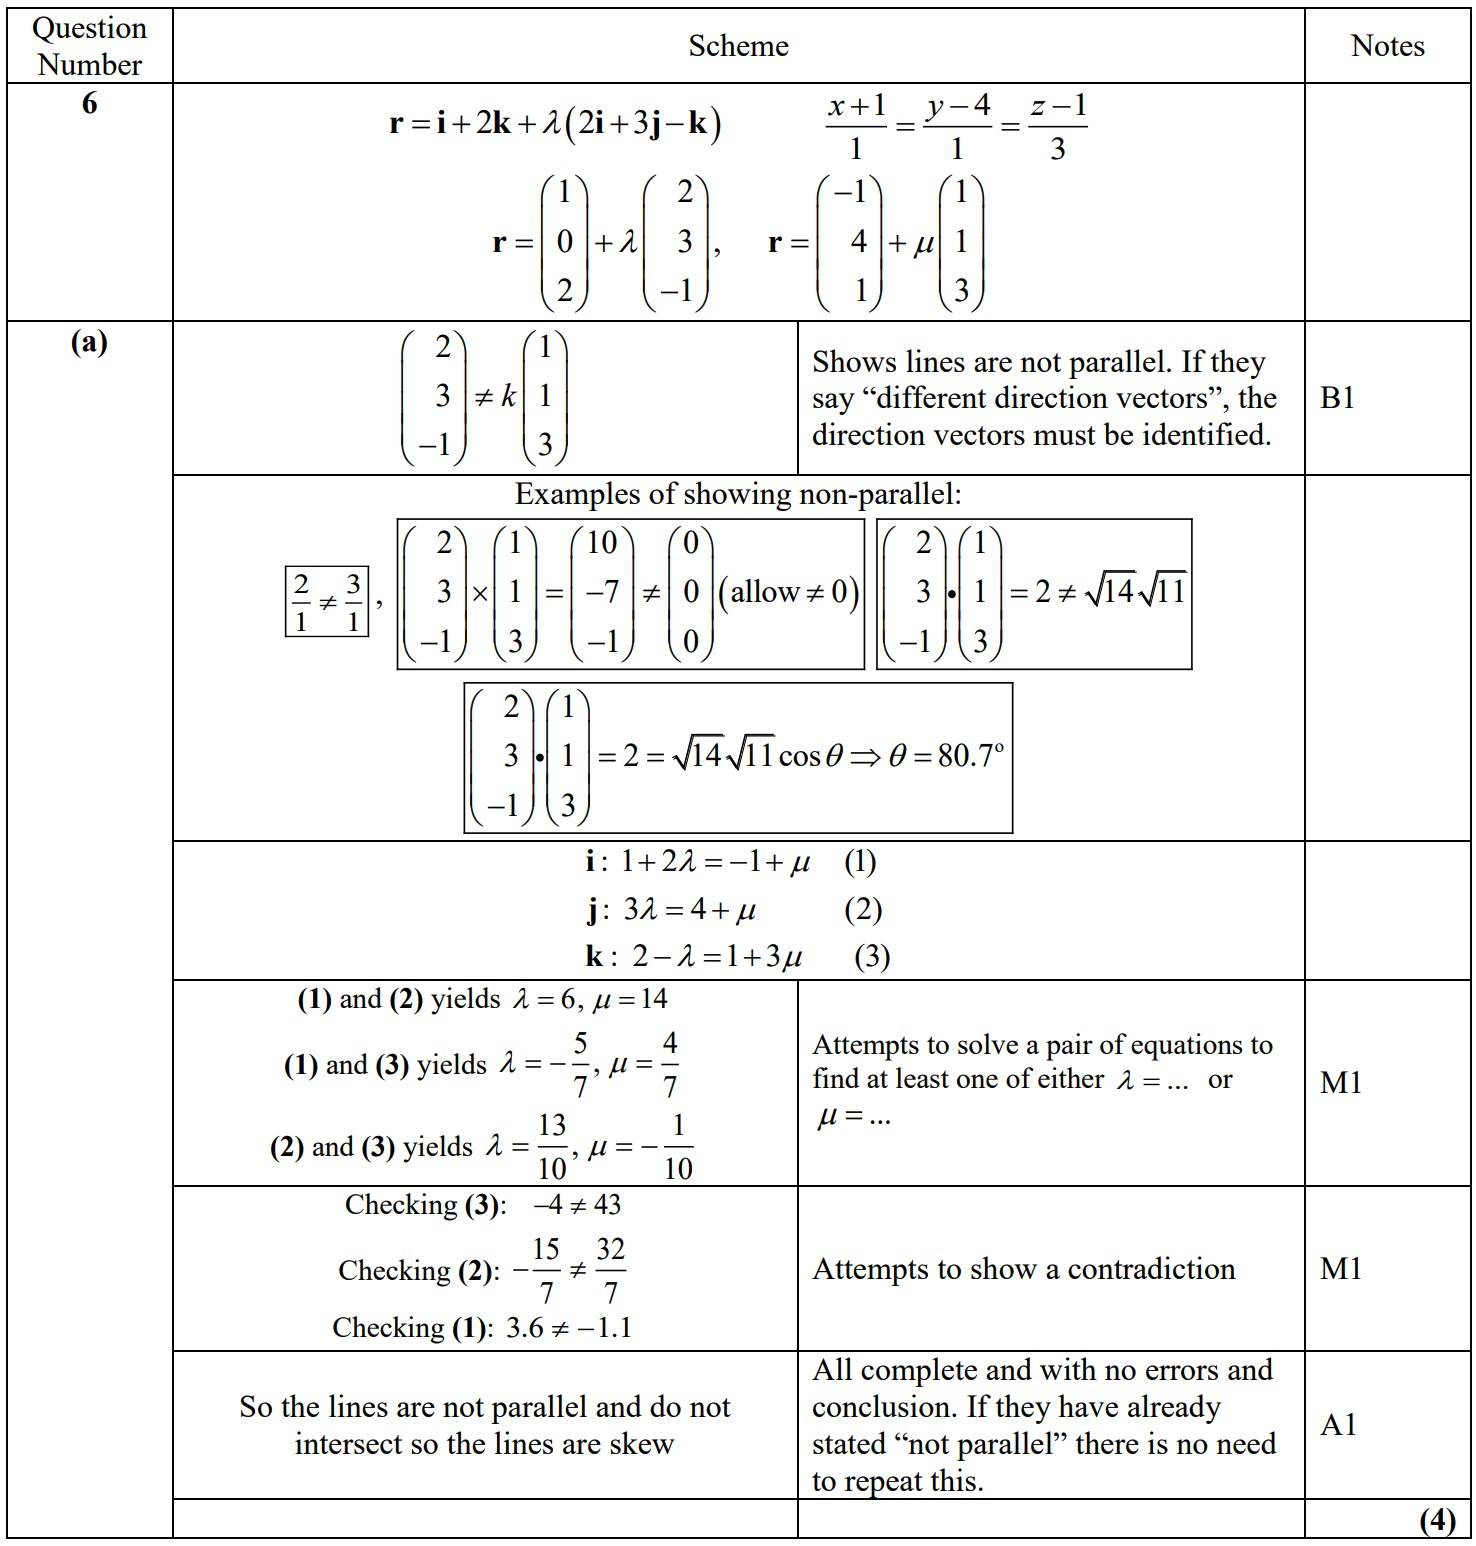 Question Number | Scheme | Notes
6
r = i + 2k + λ(2i + 3j − k)    (x+1)/1 = (y−4)/1 = (z−1)/3
r = (1, 0, 2) + λ(2, 3, −1),    r = (−1, 4, 1) + μ(1, 1, 3)
(a)
(2, 3, −1) ≠ k(1, 1, 3)
Shows lines are not parallel. If they
say “different direction vectors”, the
direction vectors must be identified.
B1
Examples of showing non-parallel:
2/1 ≠ 3/1, (2, 3, −1) × (1, 1, 3) = (10, −7, −1) ≠ (0, 0, 0) (allow ≠ 0)  (2, 3, −1) • (1, 1, 3) = 2 ≠ √14√11
(2, 3, −1) • (1, 1, 3) = 2 = √14√11 cos θ ⇒ θ = 80.7°
i : 1 + 2λ = −1 + μ (1)
j : 3λ = 4 + μ (2)
k : 2 − λ = 1 + 3μ (3)
(1) and (2) yields λ = 6, μ = 14
(1) and (3) yields λ = −5/7, μ = 4/7
(2) and (3) yields λ = 13/10, μ = −1/10
Attempts to solve a pair of equations to
find at least one of either λ = ... or
μ = ...
M1
Checking (3): −4 ≠ 43
Checking (2): −15/7 ≠ 32/7
Checking (1): 3.6 ≠ −1.1
Attempts to show a contradiction
M1
So the lines are not parallel and do not
intersect so the lines are skew
All complete and with no errors and
conclusion. If they have already
stated “not parallel” there is no need
to repeat this.
A1
(4)